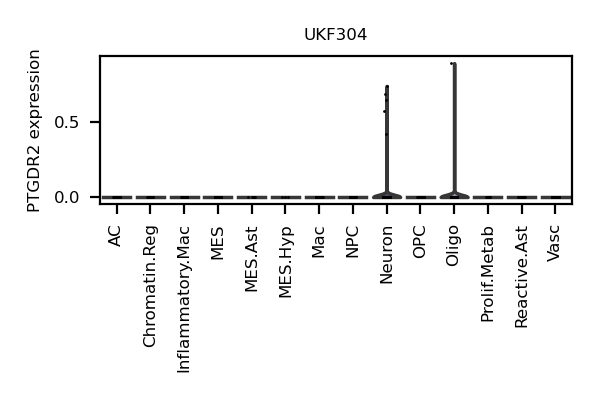 UKF304
PTGDR2 expression
0.5
0.0
AC
Chromatin.Reg
Inflammatory.Mac
MES
MES.Ast
MES.Hyp
Mac
NPC
Neuron
OPC
Oligo
Prolif.Metab
Reactive.Ast
Vasc